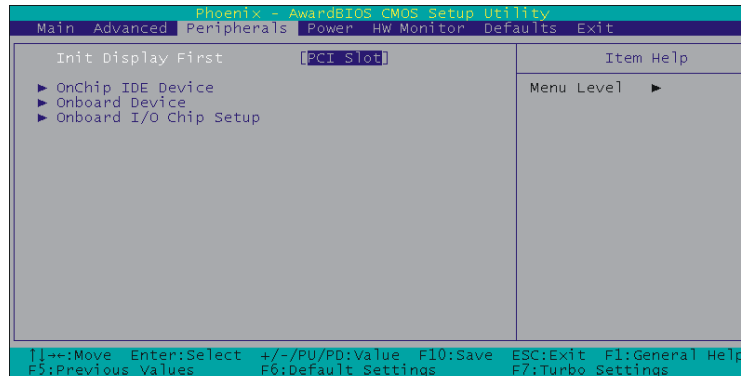 Phoenix - AwardBIOS CMOS Setup Utility
Main Advanced Peripherals Power HW Monitor Defaults Exit
Init Display First [PCI Slot] Item Help
► OnChip IDE Device Menu Level ►
► Onboard Device
► Onboard I/O Chip Setup
↑↓→←:Move Enter:Select +/-/PU/PD:Value F10:Save ESC:Exit F1:General Help
F5:Previous Values F6:Default Settings F7:Turbo Settings